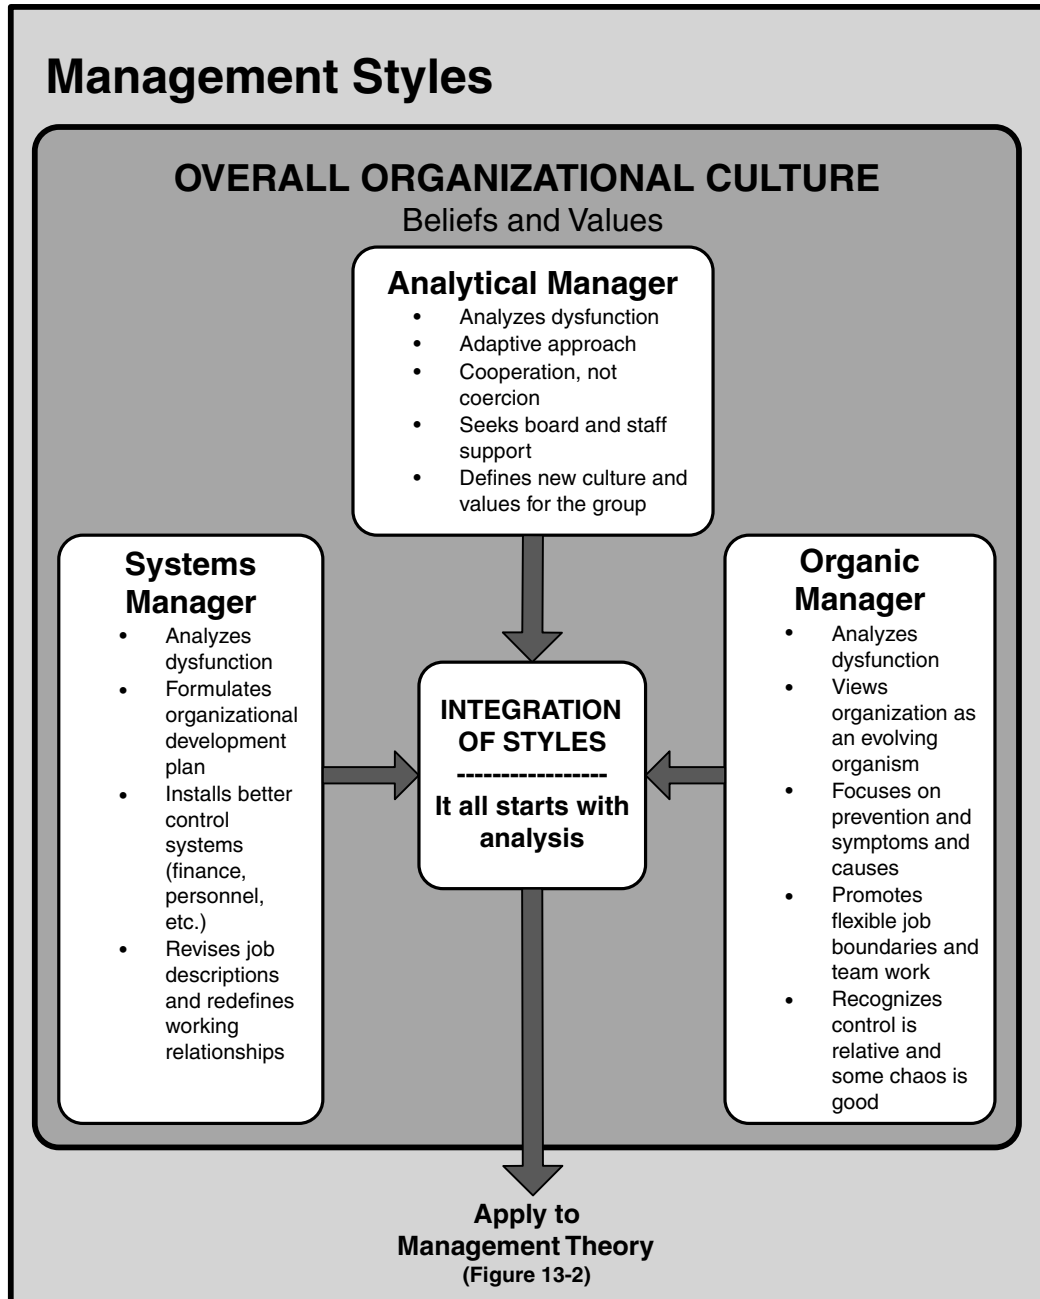 Management Styles
OVERALL ORGANIZATIONAL CULTURE
Beliefs and Values
Analytical Manager
• Analyzes dysfunction
• Adaptive approach
• Cooperation, not
coercion
• Seeks board and staff
support
• Defines new culture and
values for the group
Systems
Manager
• Analyzes
dysfunction
• Formulates
organizational
development
plan
• Installs better
control
systems
(finance,
personnel,
etc.)
• Revises job
descriptions
and redefines
working
relationships
INTEGRATION
OF STYLES
-----------------
It all starts with
analysis
Organic
Manager
• Analyzes
dysfunction
• Views
organization as
an evolving
organism
• Focuses on
prevention and
symptoms and
causes
• Promotes
flexible job
boundaries and
team work
• Recognizes
control is
relative and
some chaos is
good
Apply to
Management Theory
(Figure 13-2)